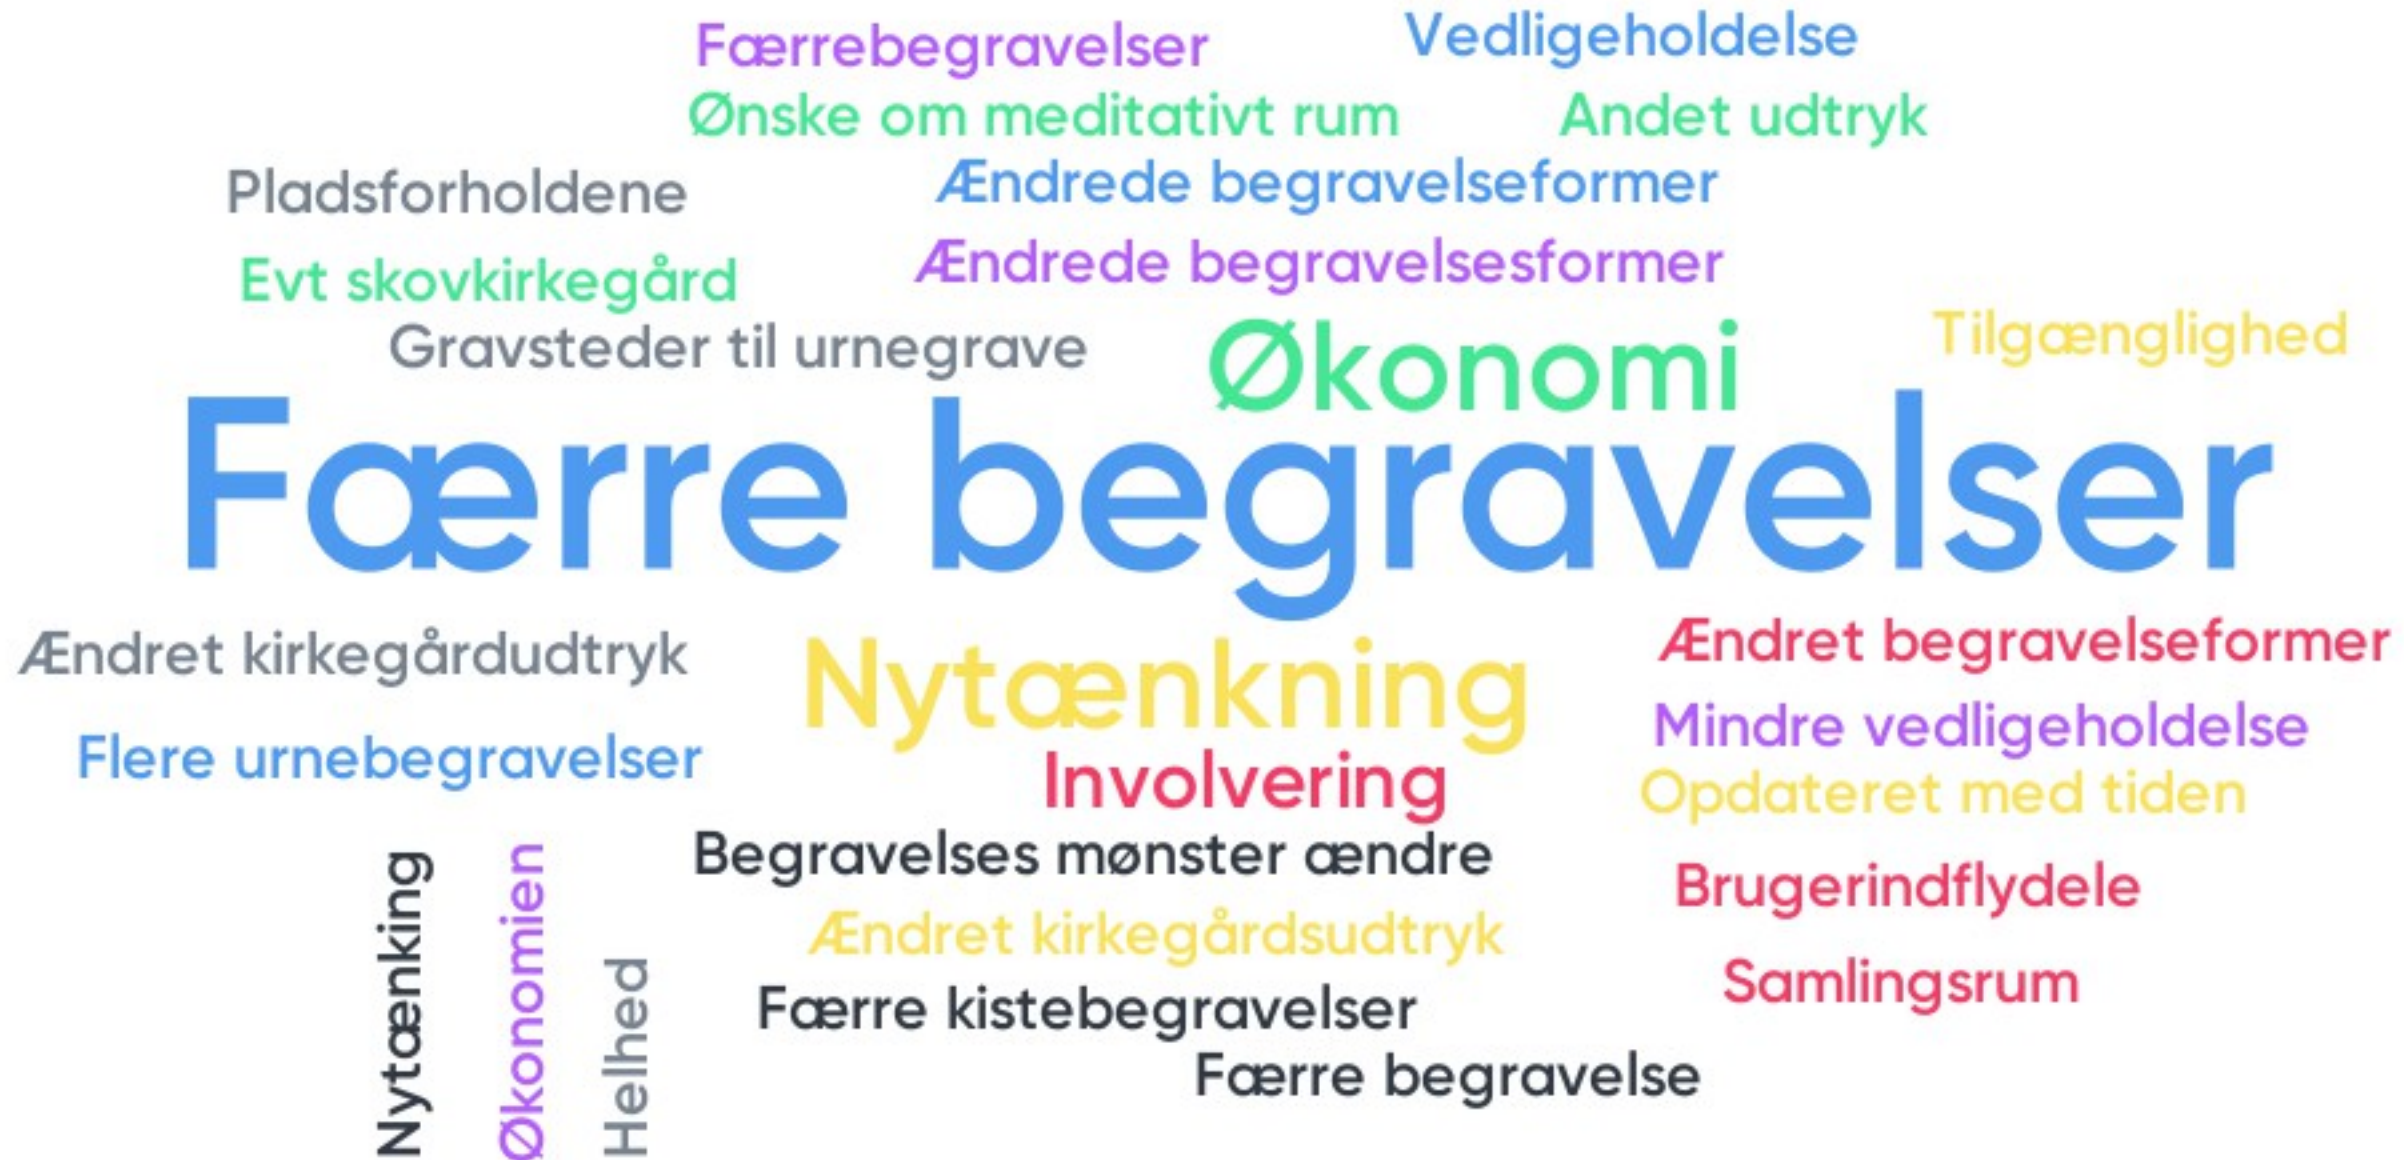 Færrebegravelser
Vedligeholdelse
Ønske om meditativt rum
Andet udtryk
Pladsforholdene
Ændrede begravelseformer
Evt skovkirkegård
Ændrede begravelsesformer
Gravsteder til urnegrave
Økonomi
Tilgænglighed
Færre begravelser
Ændret kirkegårdudtryk
Nytænkning
Ændret begravelseformer
Flere urnebegravelser
Involvering
Mindre vedligeholdelse
Opdateret med tiden
Nytænking
Økonomien
Helhed
Begravelses mønster ændre
Brugerindflydele
Ændret kirkegårdsudtryk
Samlingsrum
Færre kistebegravelser
Færre begravelse